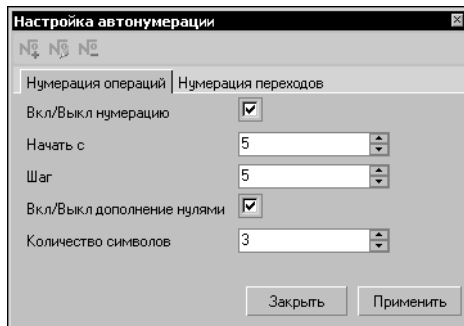 Настройка автонумерации
Нумерация операций Нумерация переходов
Вкл/Выкл нумерацию
Начать с 5
Шаг 5
Вкл/Выкл дополнение нулями
Количество символов 3
Закрыть Применить